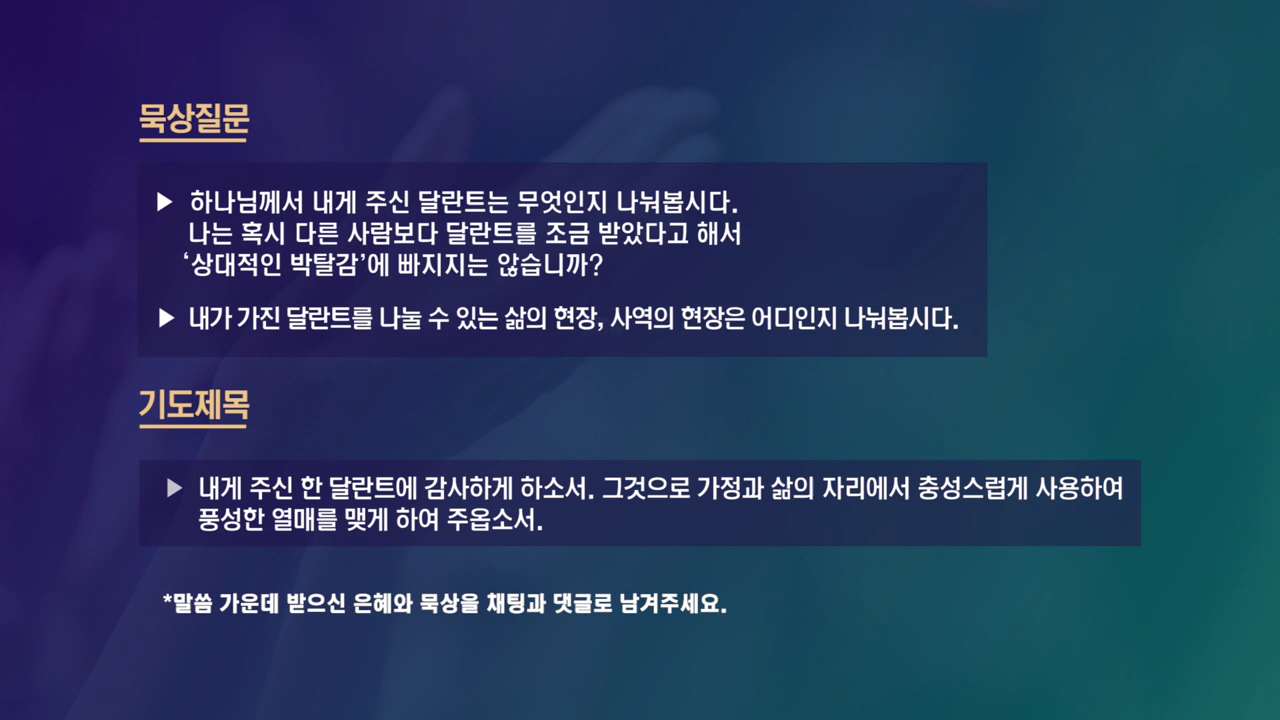 묵상질문
▶ 하나님께서 내게 주신 달란트는 무엇인지 나눠봅시다.
나는 혹시 다른 사람보다 달란트를 조금 받았다고 해서
‘상대적인 박탈감’에 빠지지는 않습니까?
▶ 내가 가진 달란트를 나눌 수 있는 삶의 현장, 사역의 현장은 어디인지 나눠봅시다.
기도제목
▶ 내게 주신 한 달란트에 감사하게 하소서. 그것으로 가정과 삶의 자리에서 충성스럽게 사용하여
풍성한 열매를 맺게 하여 주옵소서.
*말씀 가운데 받으신 은혜와 묵상을 채팅과 댓글로 남겨주세요.